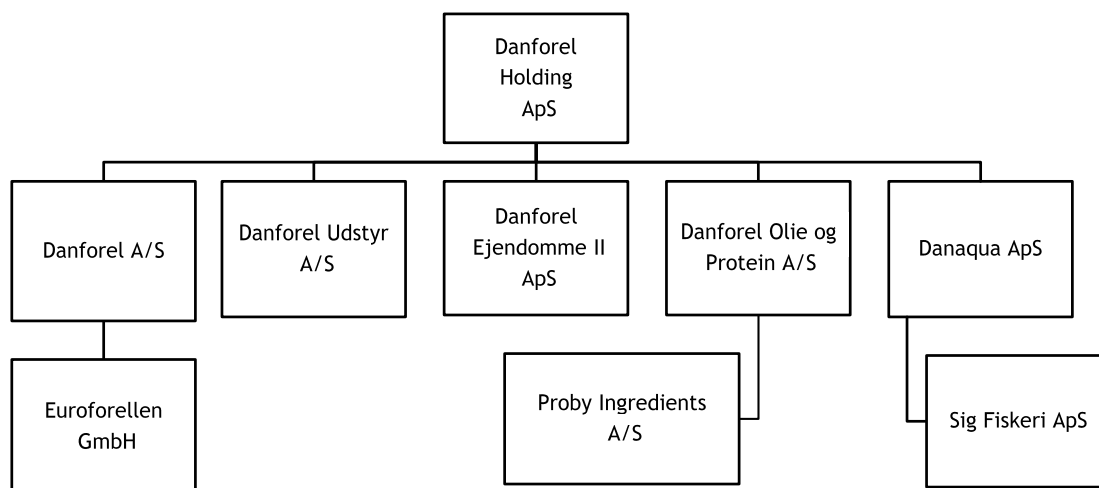 Danforel
Holding
ApS
Danforel A/S
Danforel Udstyr
A/S
Danforel
Ejendomme II
ApS
Danforel Olie og
Protein A/S
Danaqua ApS
Euroforellen
GmbH
Proby Ingredients
A/S
Sig Fiskeri ApS